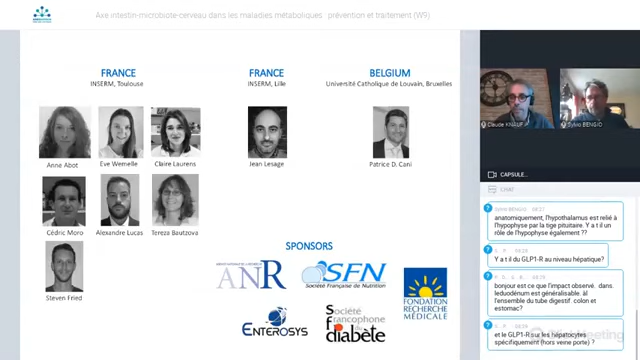 Axe intestin-microbiote-cerveau dans les maladies métaboliques : prévention et traitement (W9)
FRANCE
INSERM, Toulouse
FRANCE
INSERM, Lille
BELGIUM
Université Catholique de Louvain, Bruxelles
Anne Abot
Eve Wemelle
Claire Laurens
Jean Lesage
Patrice D. Cani
Cédric Moro
Alexandre Lucas
Tereza Bautzova
Steven Fried
SPONSORS
ANR
SFN
Société Française de Nutrition
FONDATION
RECHERCHE
MÉDICALE
ENTEROSYS
Société
Francophone
du
diabète
Claude KNAUF
Sylvie BENGIO
CAPSULE...
CHAT
Sylvie BENGIO
anatomiquement, l'hypothalamus est relié à
l'hypophyse par la tige pituitaire. Y a t il un
rôle de l'hypophyse également ??
Y a t il du GLP1-R au niveau hépatique?
bonjour est ce que l'impact observé. dans.
leduodénum est généralisable. à
l'ensemble du tube digestif. colon et
estomac?
et le GLP1-R sur les hépatocytes
spécifiquement (hors veine porte) ?